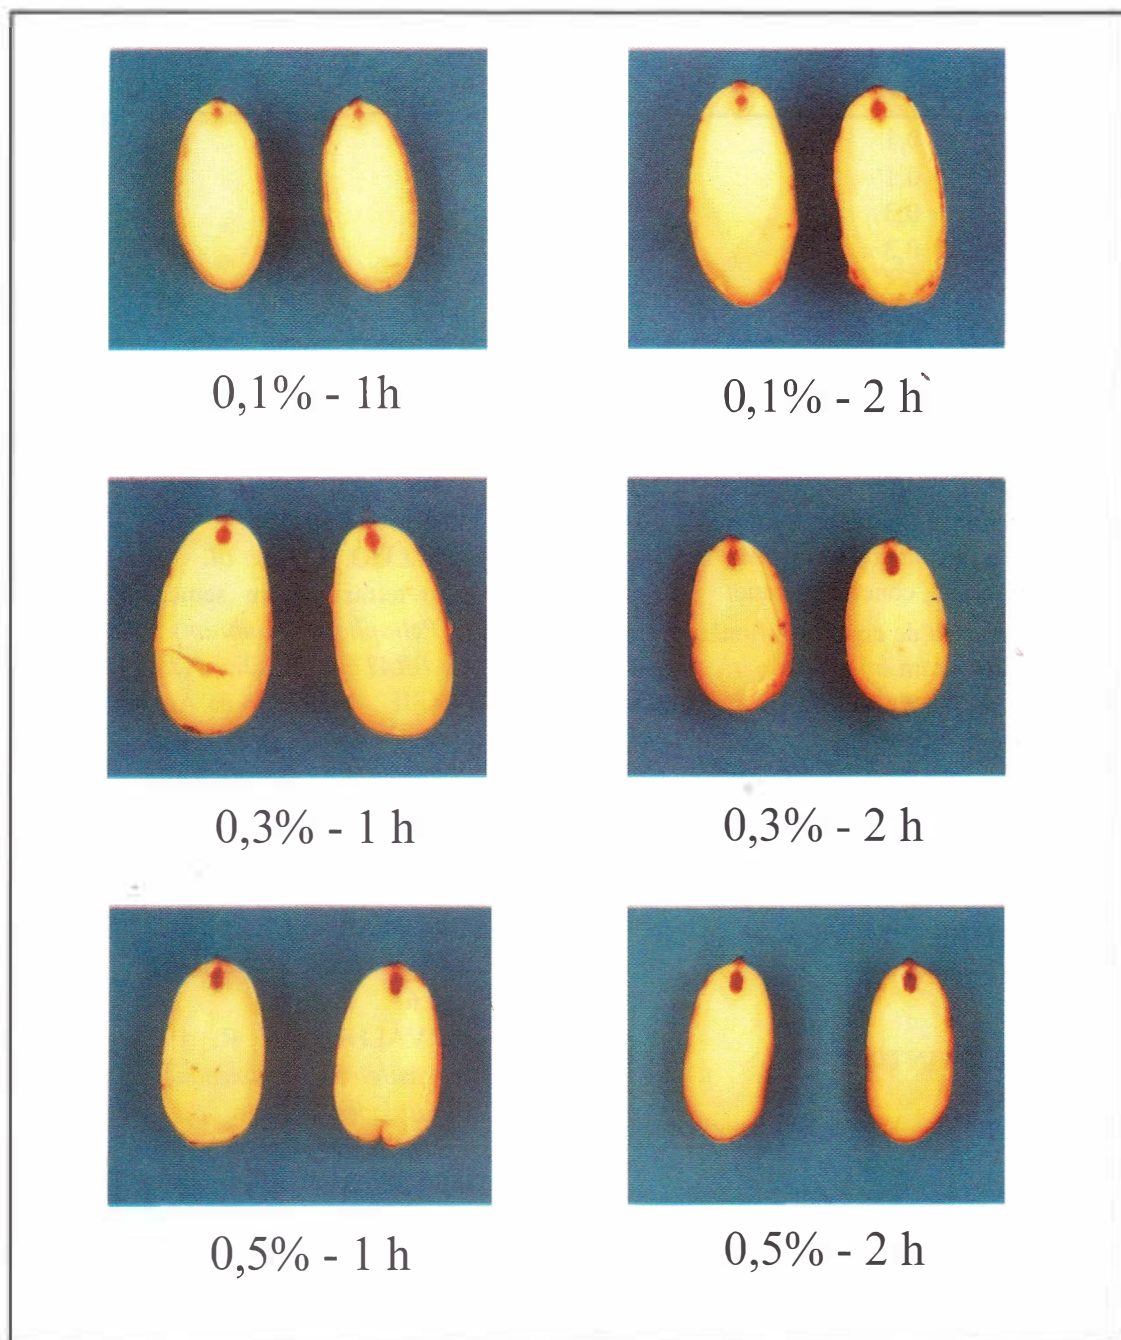 0,1% - 1h
0,1% - 2 h
0,3% - 1 h
0,3% - 2 h
0,5% - 1 h
0,5% - 2 h